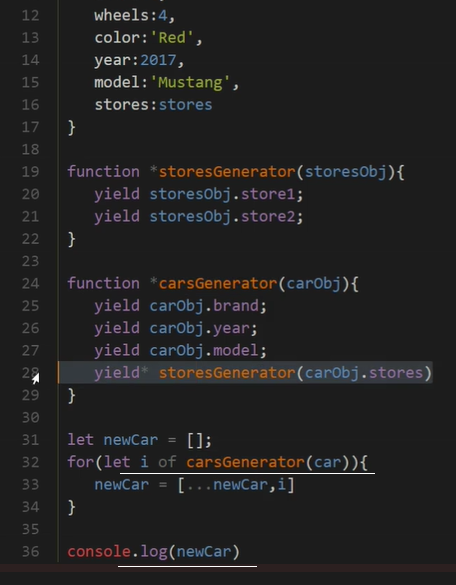 12 wheels:4,
13 color:'Red',
14 year:2017,
15 model:'Mustang',
16 stores:stores
17 }
18
19 function *storesGenerator(storesObj){
20 yield storesObj.store1;
21 yield storesObj.store2;
22 }
23
24 function *carsGenerator(carObj){
25 yield carObj.brand;
26 yield carObj.year;
27 yield carObj.model;
28 yield* storesGenerator(carObj.stores)
29 }
30
31 let newCar = [];
32 for(let i of carsGenerator(car)){
33 newCar = [...newCar,i]
34 }
35
36 console.log(newCar)